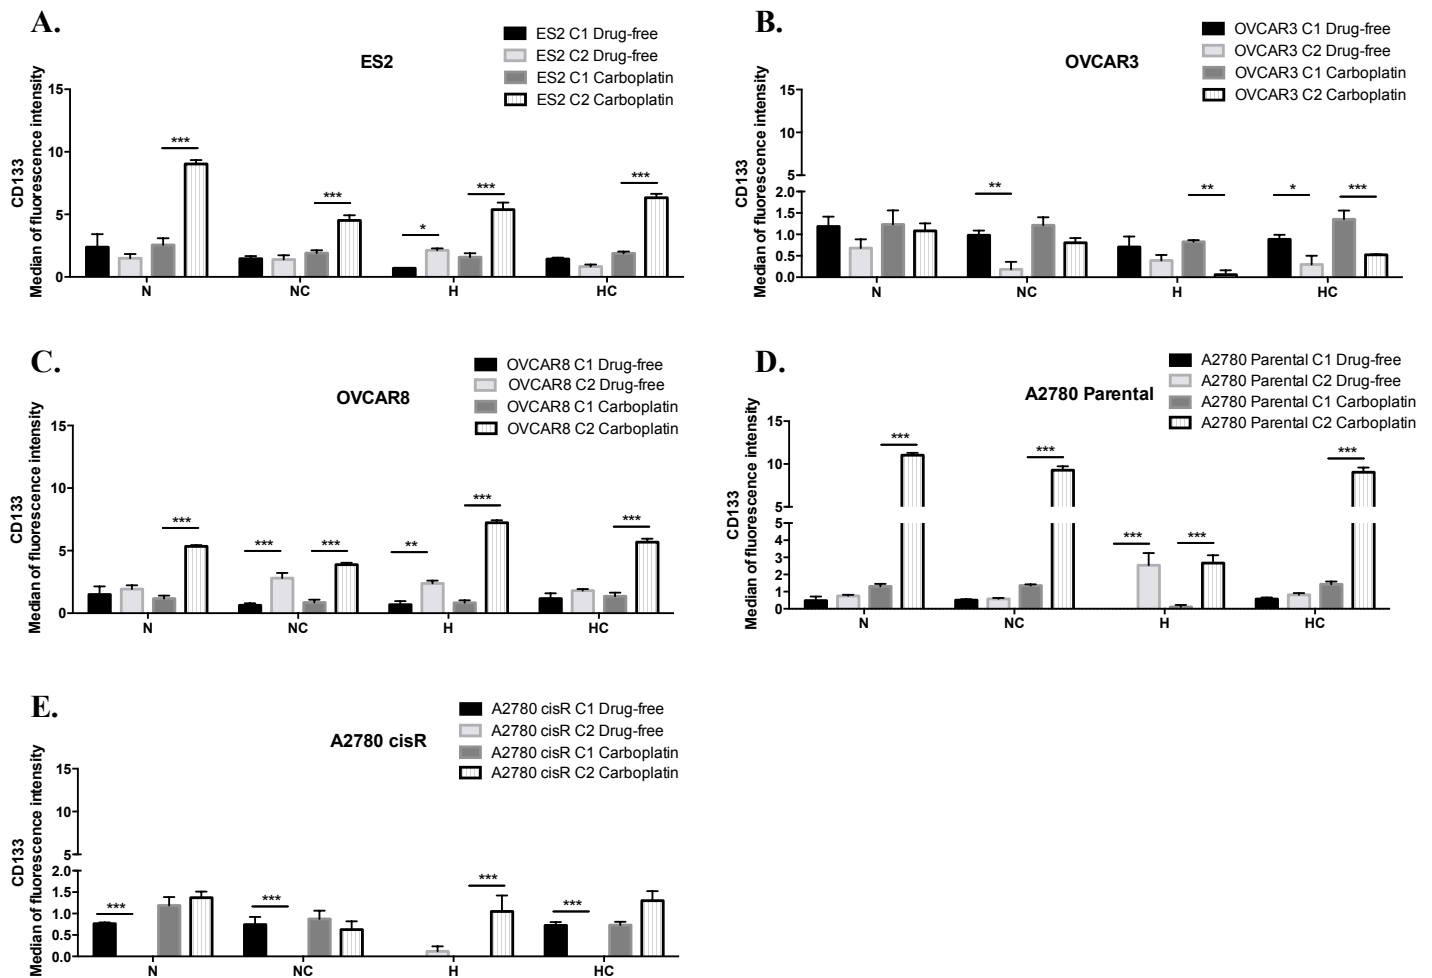 A.
ES2
ES2 C1 Drug-free
ES2 C2 Drug-free
ES2 C1 Carboplatin
ES2 C2 Carboplatin
CD133
Median of fluorescence intensity
15
10
5
0
***
***
*
***
***
N NC H HC
B.
OVCAR3
OVCAR3 C1 Drug-free
OVCAR3 C2 Drug-free
OVCAR3 C1 Carboplatin
OVCAR3 C2 Carboplatin
CD133
Median of fluorescence intensity
15
10
5
2.0
1.5
1.0
0.5
0.0
**
**
*
***
N NC H HC
C.
OVCAR8
OVCAR8 C1 Drug-free
OVCAR8 C2 Drug-free
OVCAR8 C1 Carboplatin
OVCAR8 C2 Carboplatin
CD133
Median of fluorescence intensity
15
10
5
0
***
***
***
**
***
***
N NC H HC
D.
A2780 Parental
A2780 Parental C1 Drug-free
A2780 Parental C2 Drug-free
A2780 Parental C1 Carboplatin
A2780 Parental C2 Carboplatin
CD133
Median of fluorescence intensity
15
10
5
5
4
3
2
1
0
***
***
***
***
***
N NC H HC
E.
A2780 cisR
A2780 cisR C1 Drug-free
A2780 cisR C2 Drug-free
A2780 cisR C1 Carboplatin
A2780 cisR C2 Carboplatin
CD133
Median of fluorescence intensity
15
10
5
2.0
1.5
1.0
0.5
0.0
***
***
***
***
N NC H HC